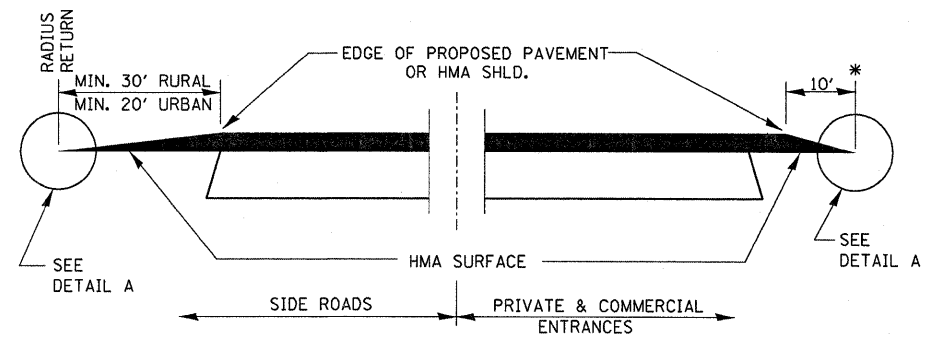 RADIUS
RETURN
MIN. 30' RURAL
MIN. 20' URBAN
EDGE OF PROPOSED PAVEMENT
OR HMA SHLD.
10'
*
SEE
DETAIL A
HMA SURFACE
SEE
DETAIL A
SIDE ROADS
PRIVATE & COMMERCIAL
ENTRANCES